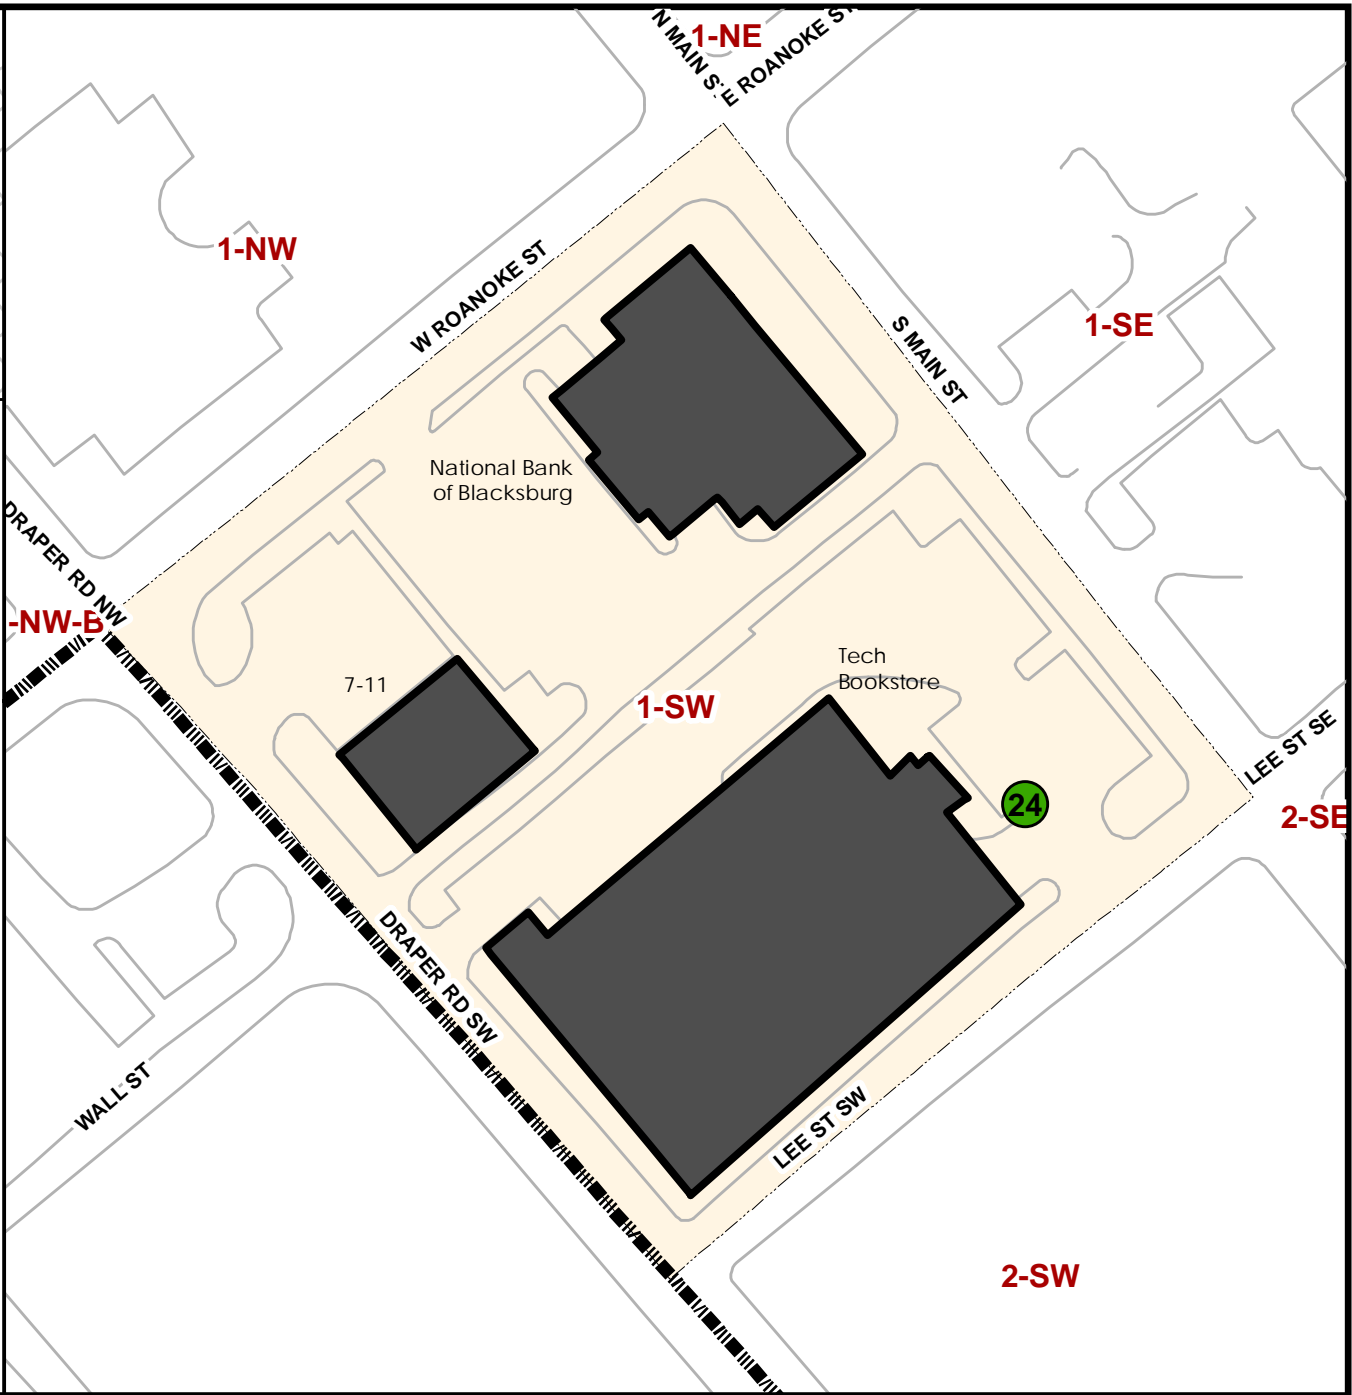 N MAIN S
1-NE
E ROANOKE ST
1-NW
W ROANOKE ST
1-SE
S MAIN ST
National Bank
of Blacksburg
DRAPER RD NW
-NW-B
7-11
Tech
Bookstore
1-SW
LEE ST SE
24
2-SE
DRAPER RD SW
WALL ST
LEE ST SW
2-SW